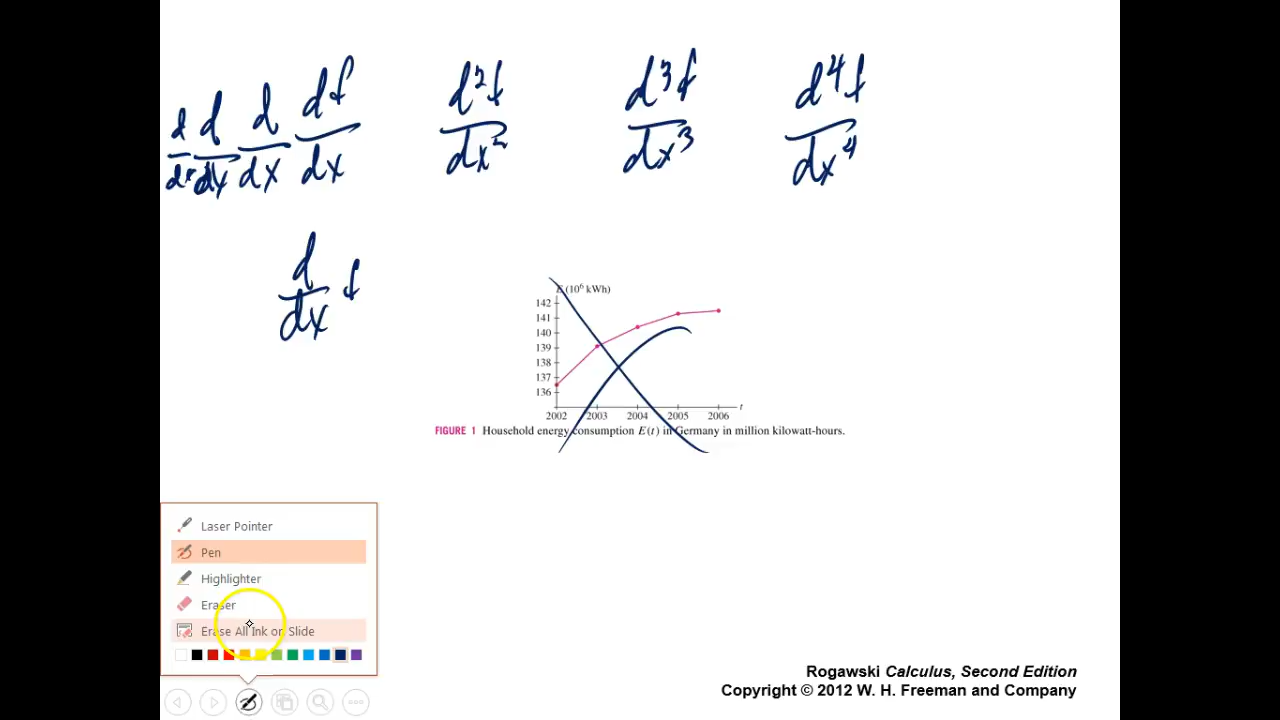 d/dx d/dx d/dx df/dx d²f/dx² d³f/dx³ d⁴f/dx⁴
d/dx f
E (10⁶ kWh)
142
141
140
139
138
137
136
2002 2003 2004 2005 2006 t
FIGURE 1 Household energy consumption E(t) in Germany in million kilowatt-hours.
Laser Pointer
Pen
Highlighter
Eraser
Erase All Ink on Slide
Rogawski Calculus, Second Edition
Copyright © 2012 W. H. Freeman and Company